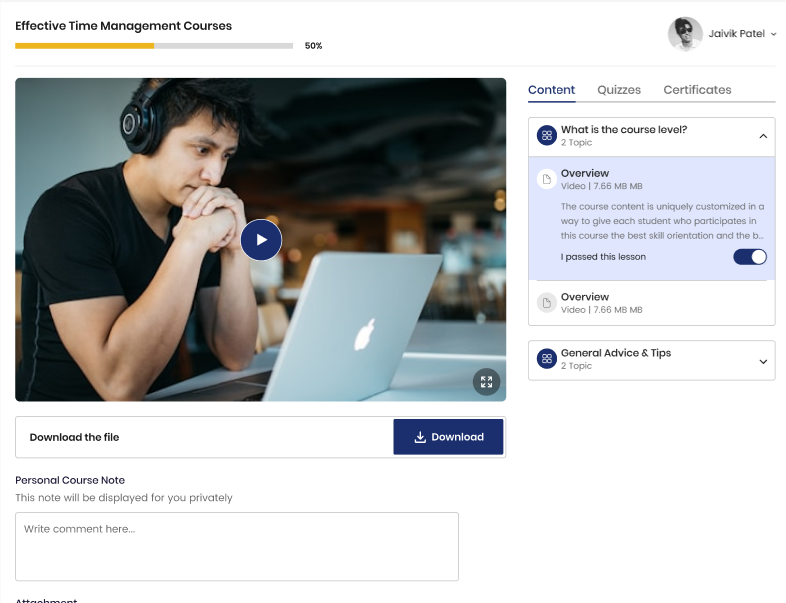 Effective Time Management Courses
50%
Jaivik Patel
Content Quizzes Certificates
What is the course level?
2 Topic
Overview
Video | 7.66 MB MB
The course content is uniquely customized in a
way to give each student who participates in
this course the best skill orientation and the b...
I passed this lesson
Overview
Video | 7.66 MB MB
General Advice & Tips
2 Topic
Download the file
Download
Personal Course Note
This note will be displayed for you privately
Write comment here...
Attachment